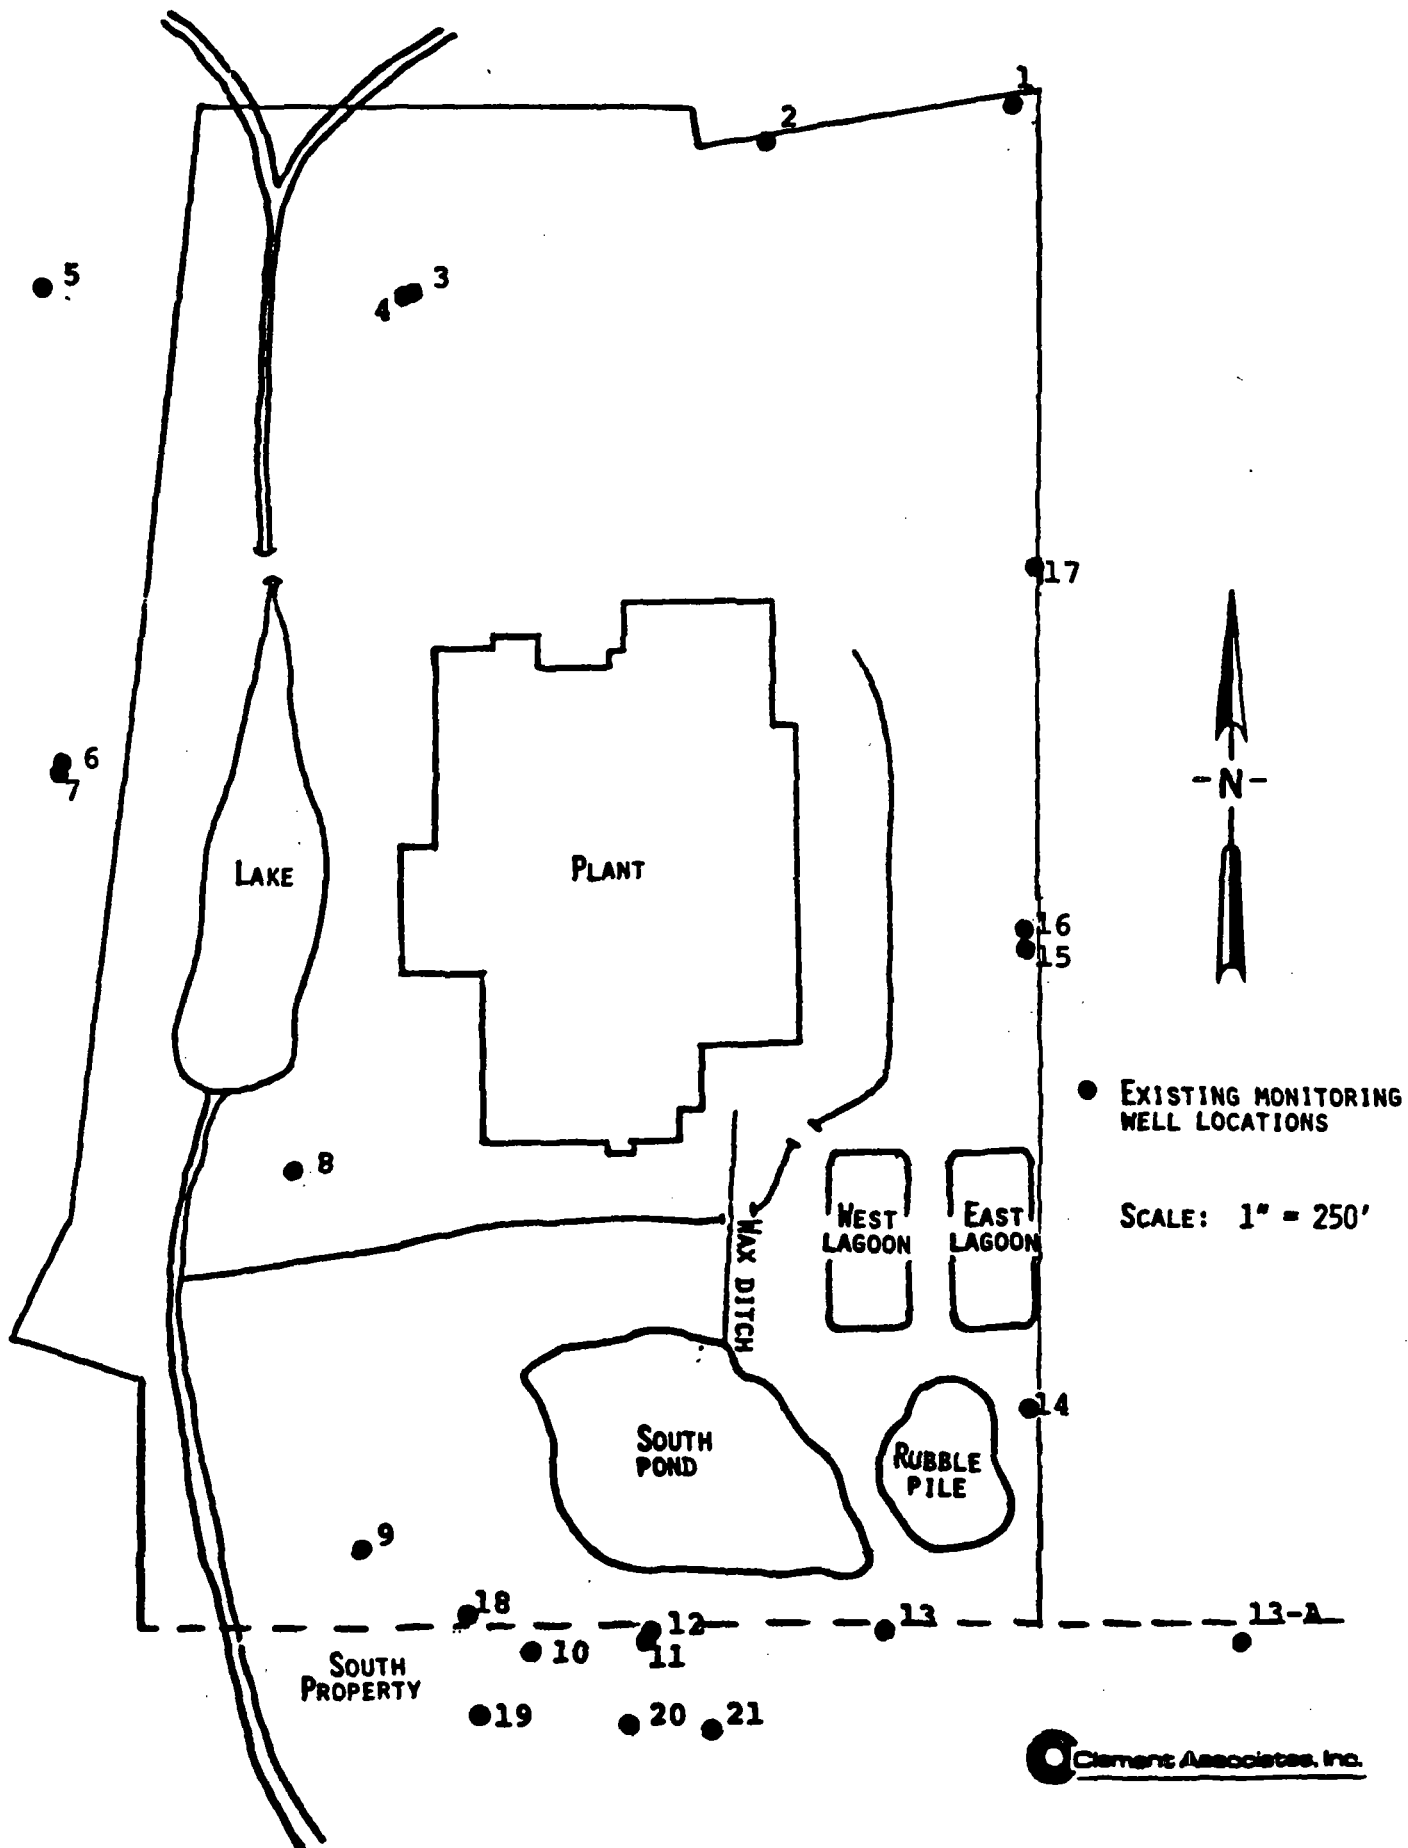 1
2
5
3
4
17
6
7
LAKE
PLANT
-N-
16
15
EXISTING MONITORING
WELL LOCATIONS
8
WEST
LAGOON
EAST
LAGOON
SCALE: 1" = 250'
WAX DITCH
14
SOUTH
POND
RUBBLE
PILE
9
18
12
13
13-A
10
11
SOUTH
PROPERTY
19
20
21
Clement Associates, Inc.